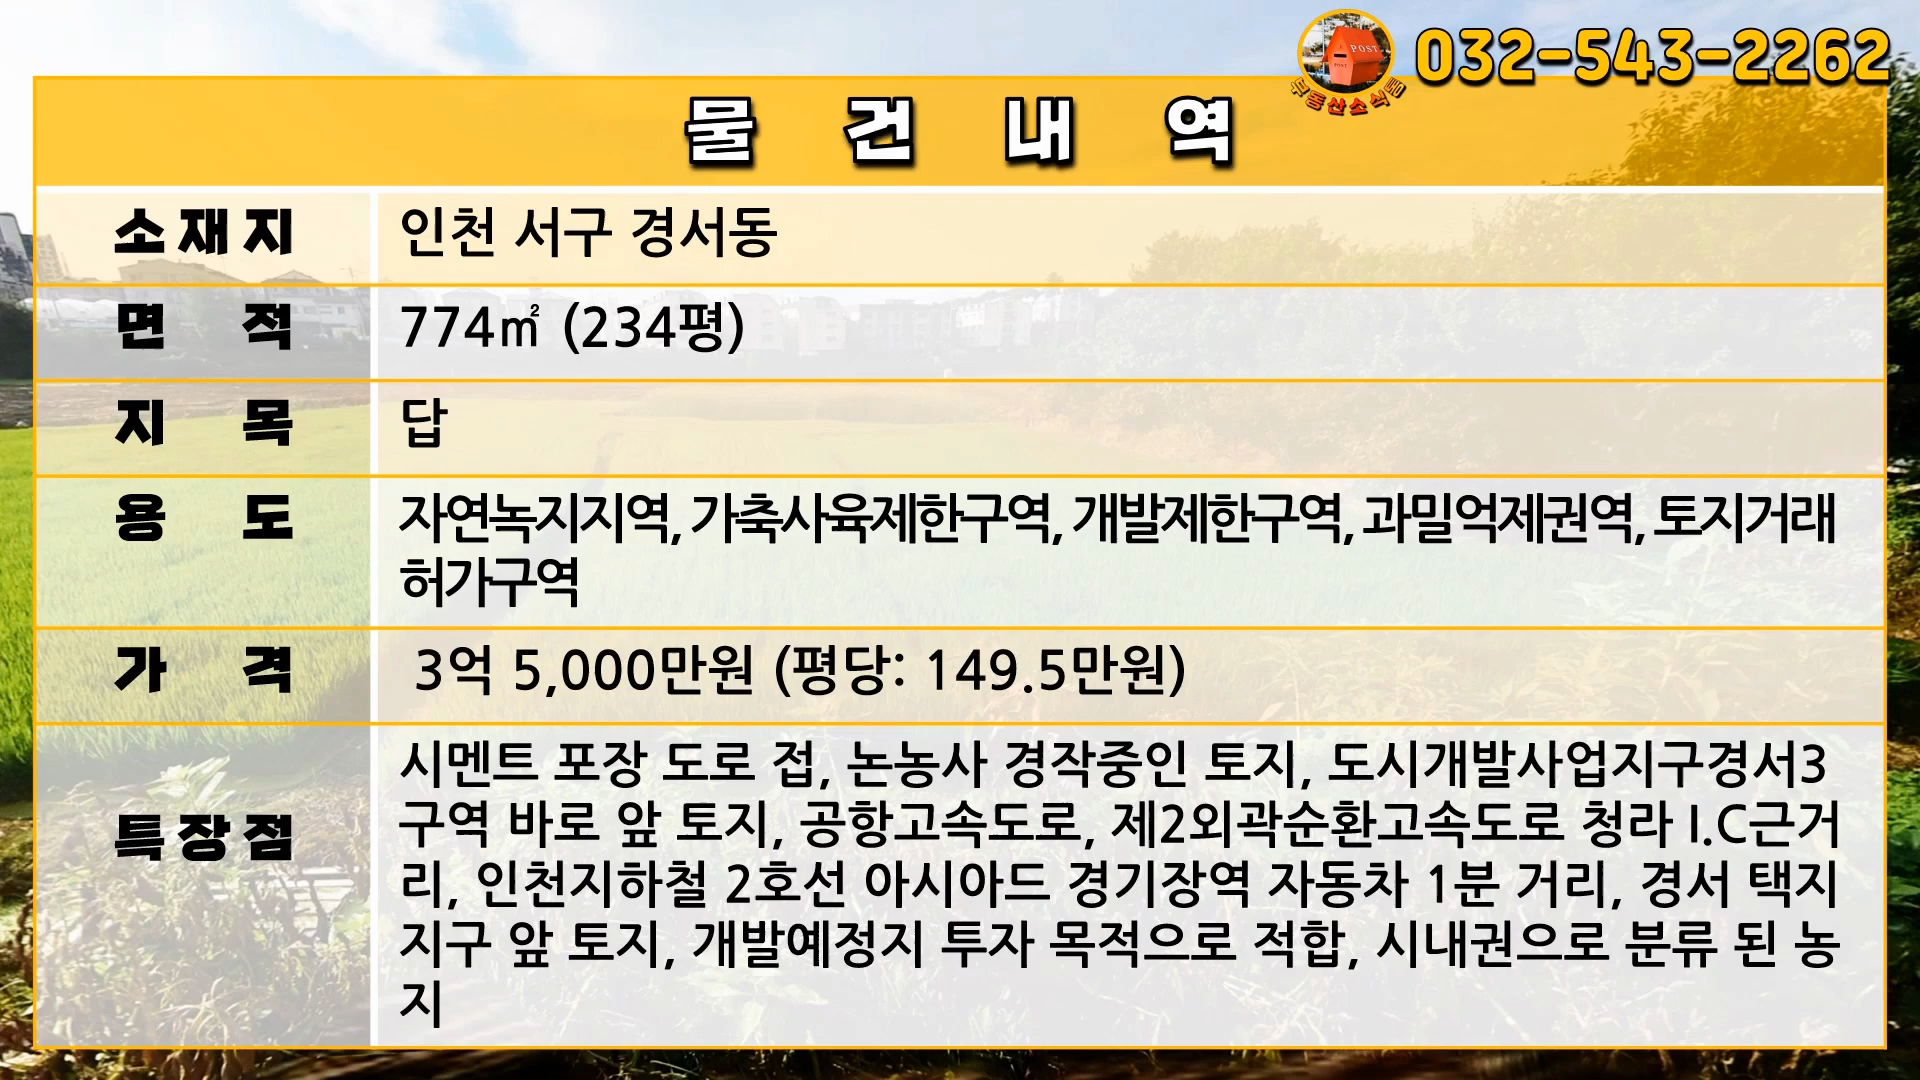 032-543-2262
POST
POST
부동산소식통
물건내역
소재지
인천 서구 경서동
면적
774㎡ (234평)
지목
답
용도
자연녹지지역, 가축사육제한구역, 개발제한구역, 과밀억제권역, 토지거래
허가구역
가격
3억 5,000만원 (평당: 149.5만원)
특장점
시멘트 포장 도로 접, 논농사 경작중인 토지, 도시개발사업지구경서3
구역 바로 앞 토지, 공항고속도로, 제2외곽순환고속도로 청라 I.C근거
리, 인천지하철 2호선 아시아드 경기장역 자동차 1분 거리, 경서 택지
지구 앞 토지, 개발예정지 투자 목적으로 적합, 시내권으로 분류 된 농
지